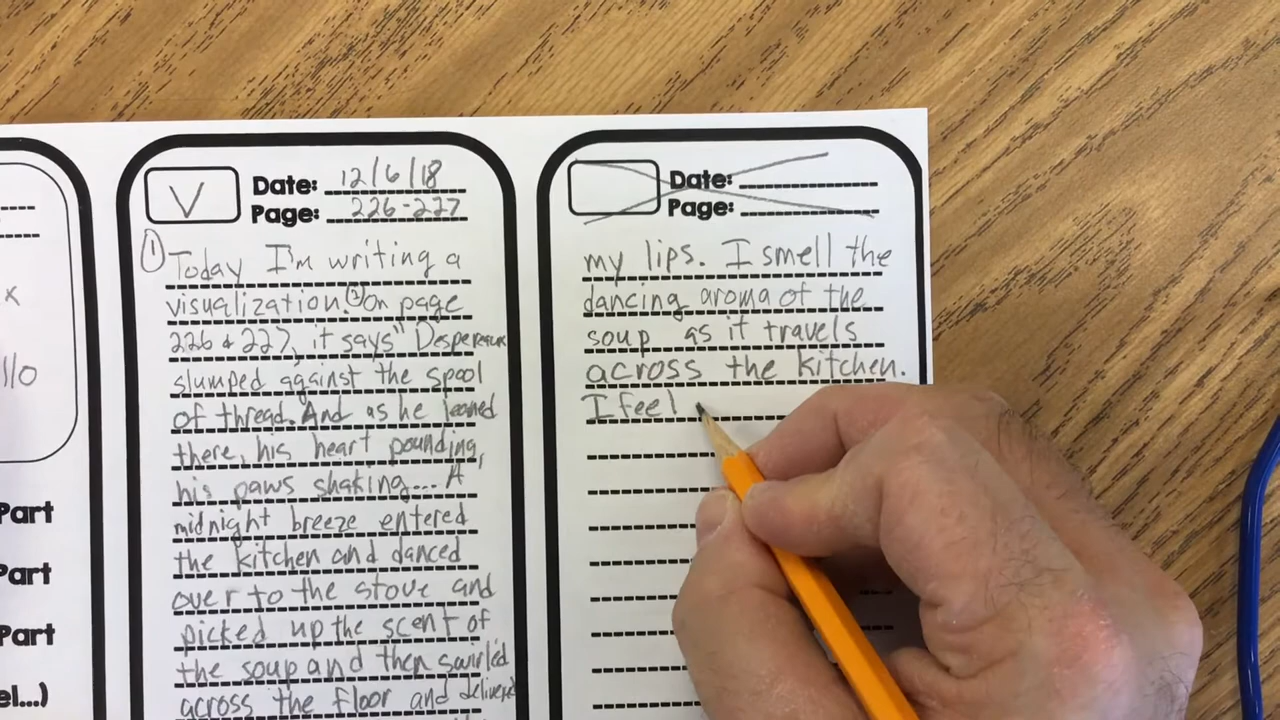 x
llo
Part
Part
Part
el...)
V
Date: 12/6/18
Page: 226-227
① Today I'm writing a
visualization. ② On page
226 & 227, it says "Despereaux
slumped against the spool
of thread. And as he leaned
there, his heart pounding,
his paws shaking... A
midnight breeze entered
the kitchen and danced
over to the stove and
picked up the scent of
the soup and then swirled
across the floor and delivered
Date:
Page:
my lips. I smell the
dancing aroma of the
soup as it travels
across the kitchen.
I feel